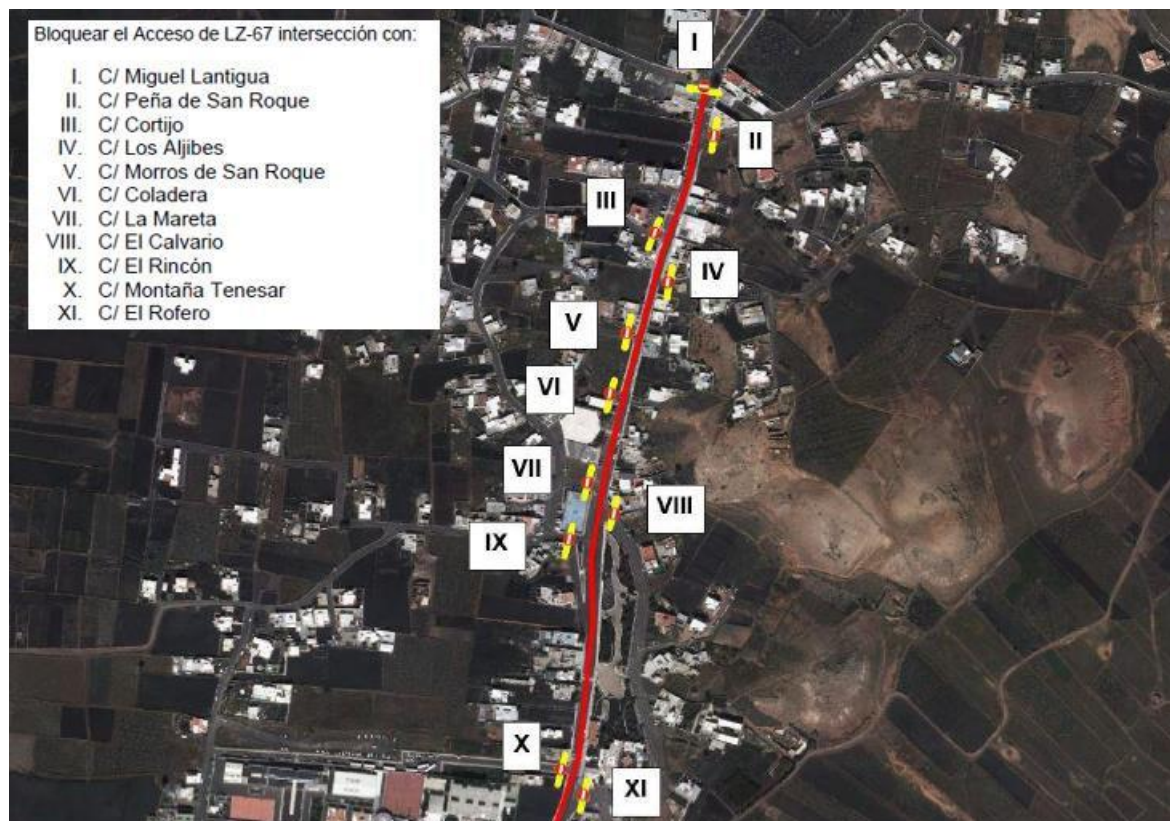 Bloquear el Acceso de LZ-67 intersección con:
I. C/ Miguel Lantigua
II. C/ Peña de San Roque
III. C/ Cortijo
IV. C/ Los Aljibes
V. C/ Morros de San Roque
VI. C/ Coladera
VII. C/ La Mareta
VIII. C/ El Calvario
IX. C/ El Rincón
X. C/ Montaña Tenesar
XI. C/ El Rofero
I
II
III
IV
V
VI
VII
VIII
IX
X
XI